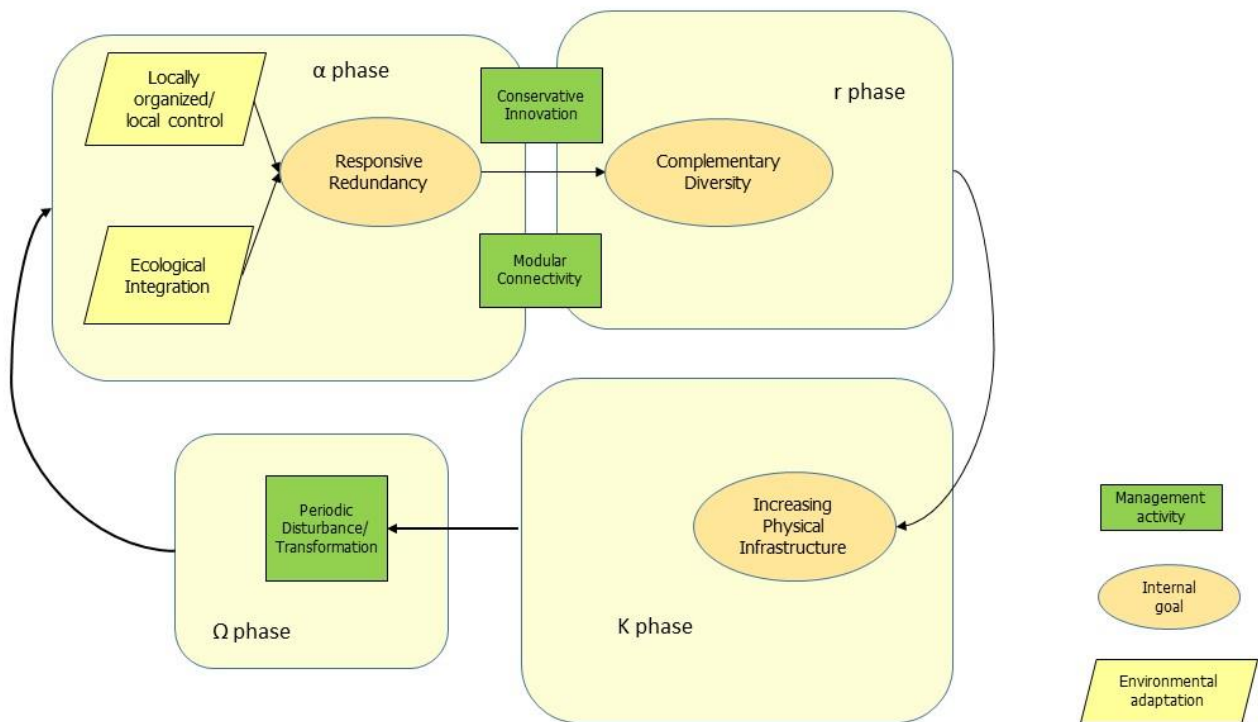 Locally
organized/
local control
α phase
Conservative
Innovation
r phase
Responsive
Redundancy
Complementary
Diversity
Ecological
Integration
Modular
Connectivity
Periodic
Disturbance/
Transformation
Increasing
Physical
Infrastructure
Ω phase
K phase
Management
activity
Internal
goal
Environmental
adaptation